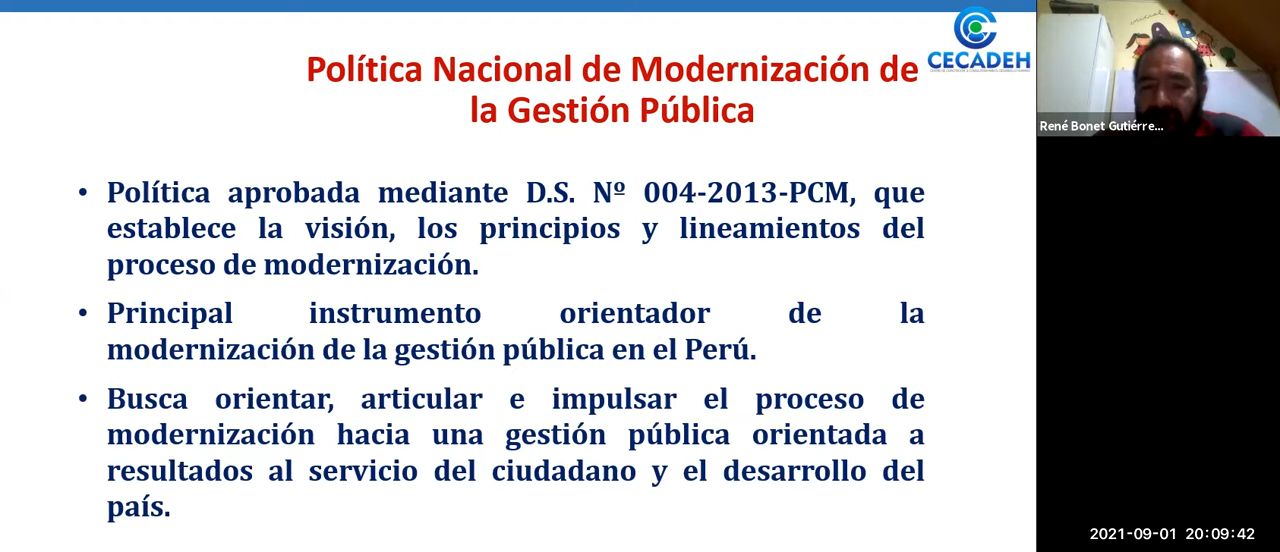 CECADEH
Política Nacional de Modernización de
la Gestión Pública
• Política aprobada mediante D.S. Nº 004-2013-PCM, que
establece la visión, los principios y lineamientos del
proceso de modernización.
• Principal instrumento orientador de la
modernización de la gestión pública en el Perú.
• Busca orientar, articular e impulsar el proceso de
modernización hacia una gestión pública orientada a
resultados al servicio del ciudadano y el desarrollo del
país.
René Bonet Gutiérre...
2021-09-01 20:09:42